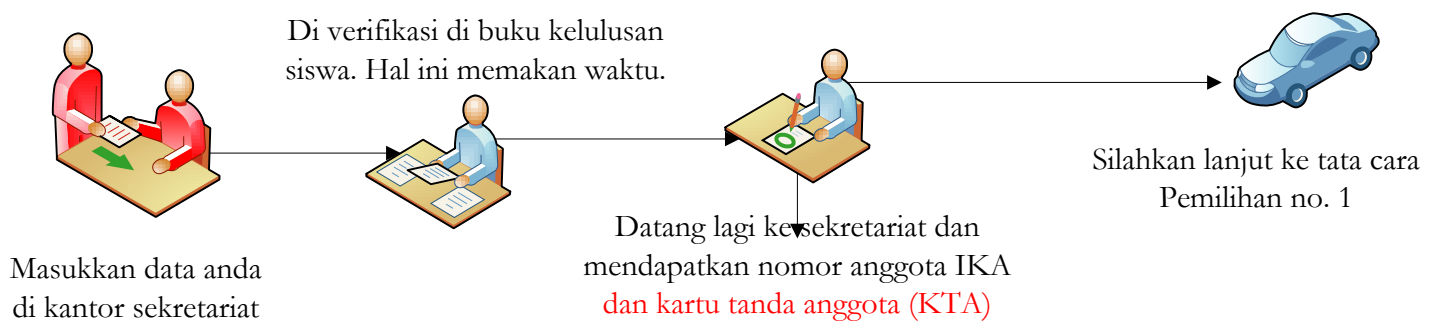 Masukkan data anda
di kantor sekretariat
Di verifikasi di buku kelulusan
siswa. Hal ini memakan waktu.
Datang lagi ke sekretariat dan
mendapatkan nomor anggota IKA
dan kartu tanda anggota (KTA)
Silahkan lanjut ke tata cara
Pemilihan no. 1